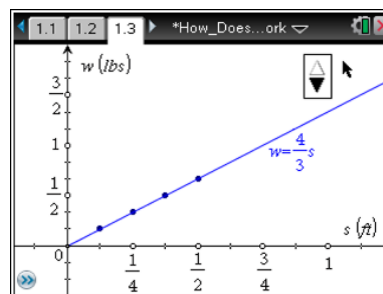 1.1 1.2 1.3 *How_Does...ork
w (lbs)
3/2
1
w=4/3s
1/2
s (ft)
0 1/4 1/2 3/4 1